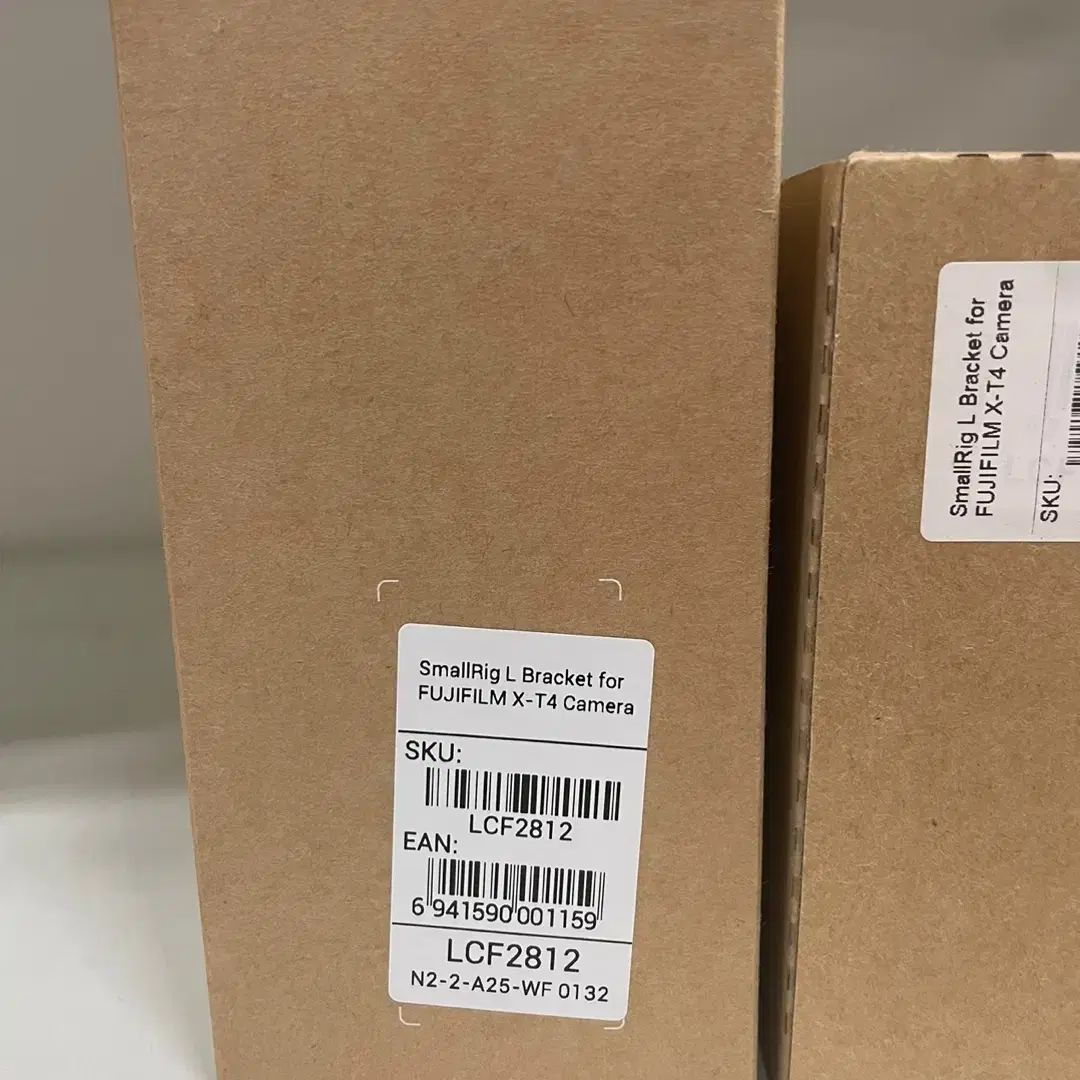 SmallRig L Bracket for
FUJIFILM X-T4 Camera
SKU:
LCF2812
EAN:
6 941590 001159
LCF2812
N2-2-A25-WF 0132
SmallRig L Bracket for
FUJIFILM X-T4 Camera
SKU: